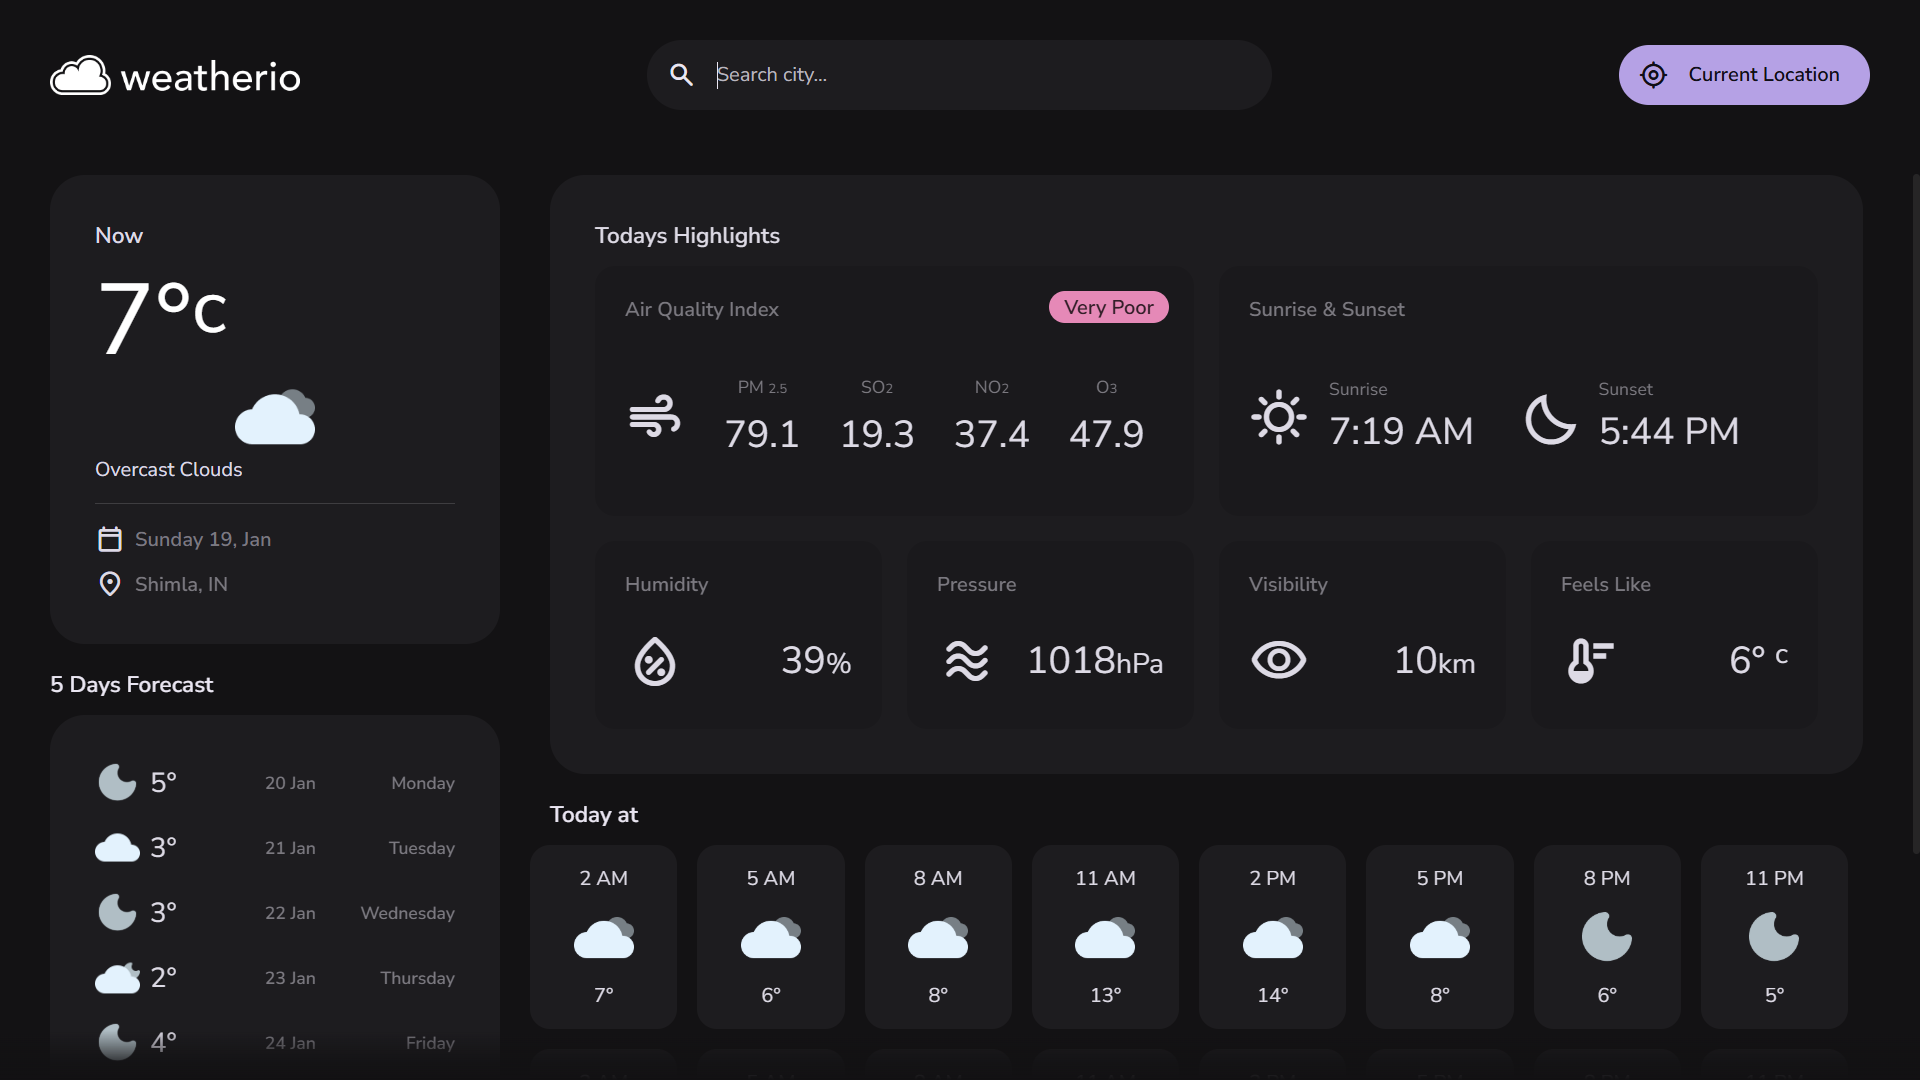 weatherio
Search city...
Current Location
Now
7°c
Overcast Clouds
Sunday 19, Jan
Shimla, IN
Todays Highlights
Air Quality Index
Very Poor
PM 2.5 SO2 NO2 O3
79.1 19.3 37.4 47.9
Sunrise & Sunset
Sunrise
7:19 AM
Sunset
5:44 PM
Humidity
39%
Pressure
1018hPa
Visibility
10km
Feels Like
6° c
5 Days Forecast
5° 20 Jan Monday
3° 21 Jan Tuesday
3° 22 Jan Wednesday
2° 23 Jan Thursday
4° 24 Jan Friday
Today at
2 AM 5 AM 8 AM 11 AM 2 PM 5 PM 8 PM 11 PM
7° 6° 8° 13° 14° 8° 6° 5°